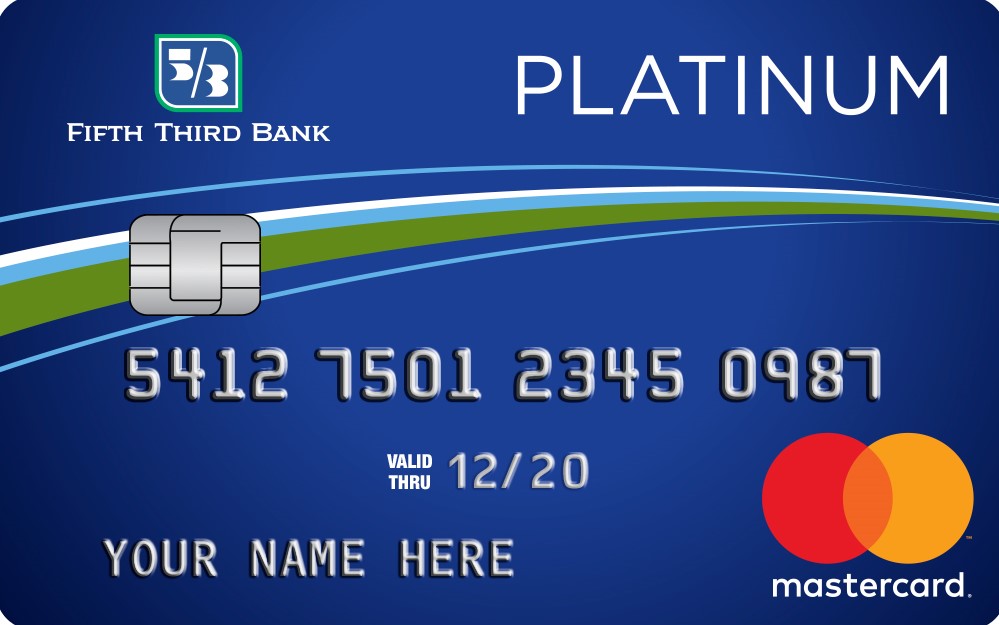 5/3
FIFTH THIRD BANK
PLATINUM
5412 7501 2345 0987
VALID THRU 12/20
YOUR NAME HERE
mastercard.